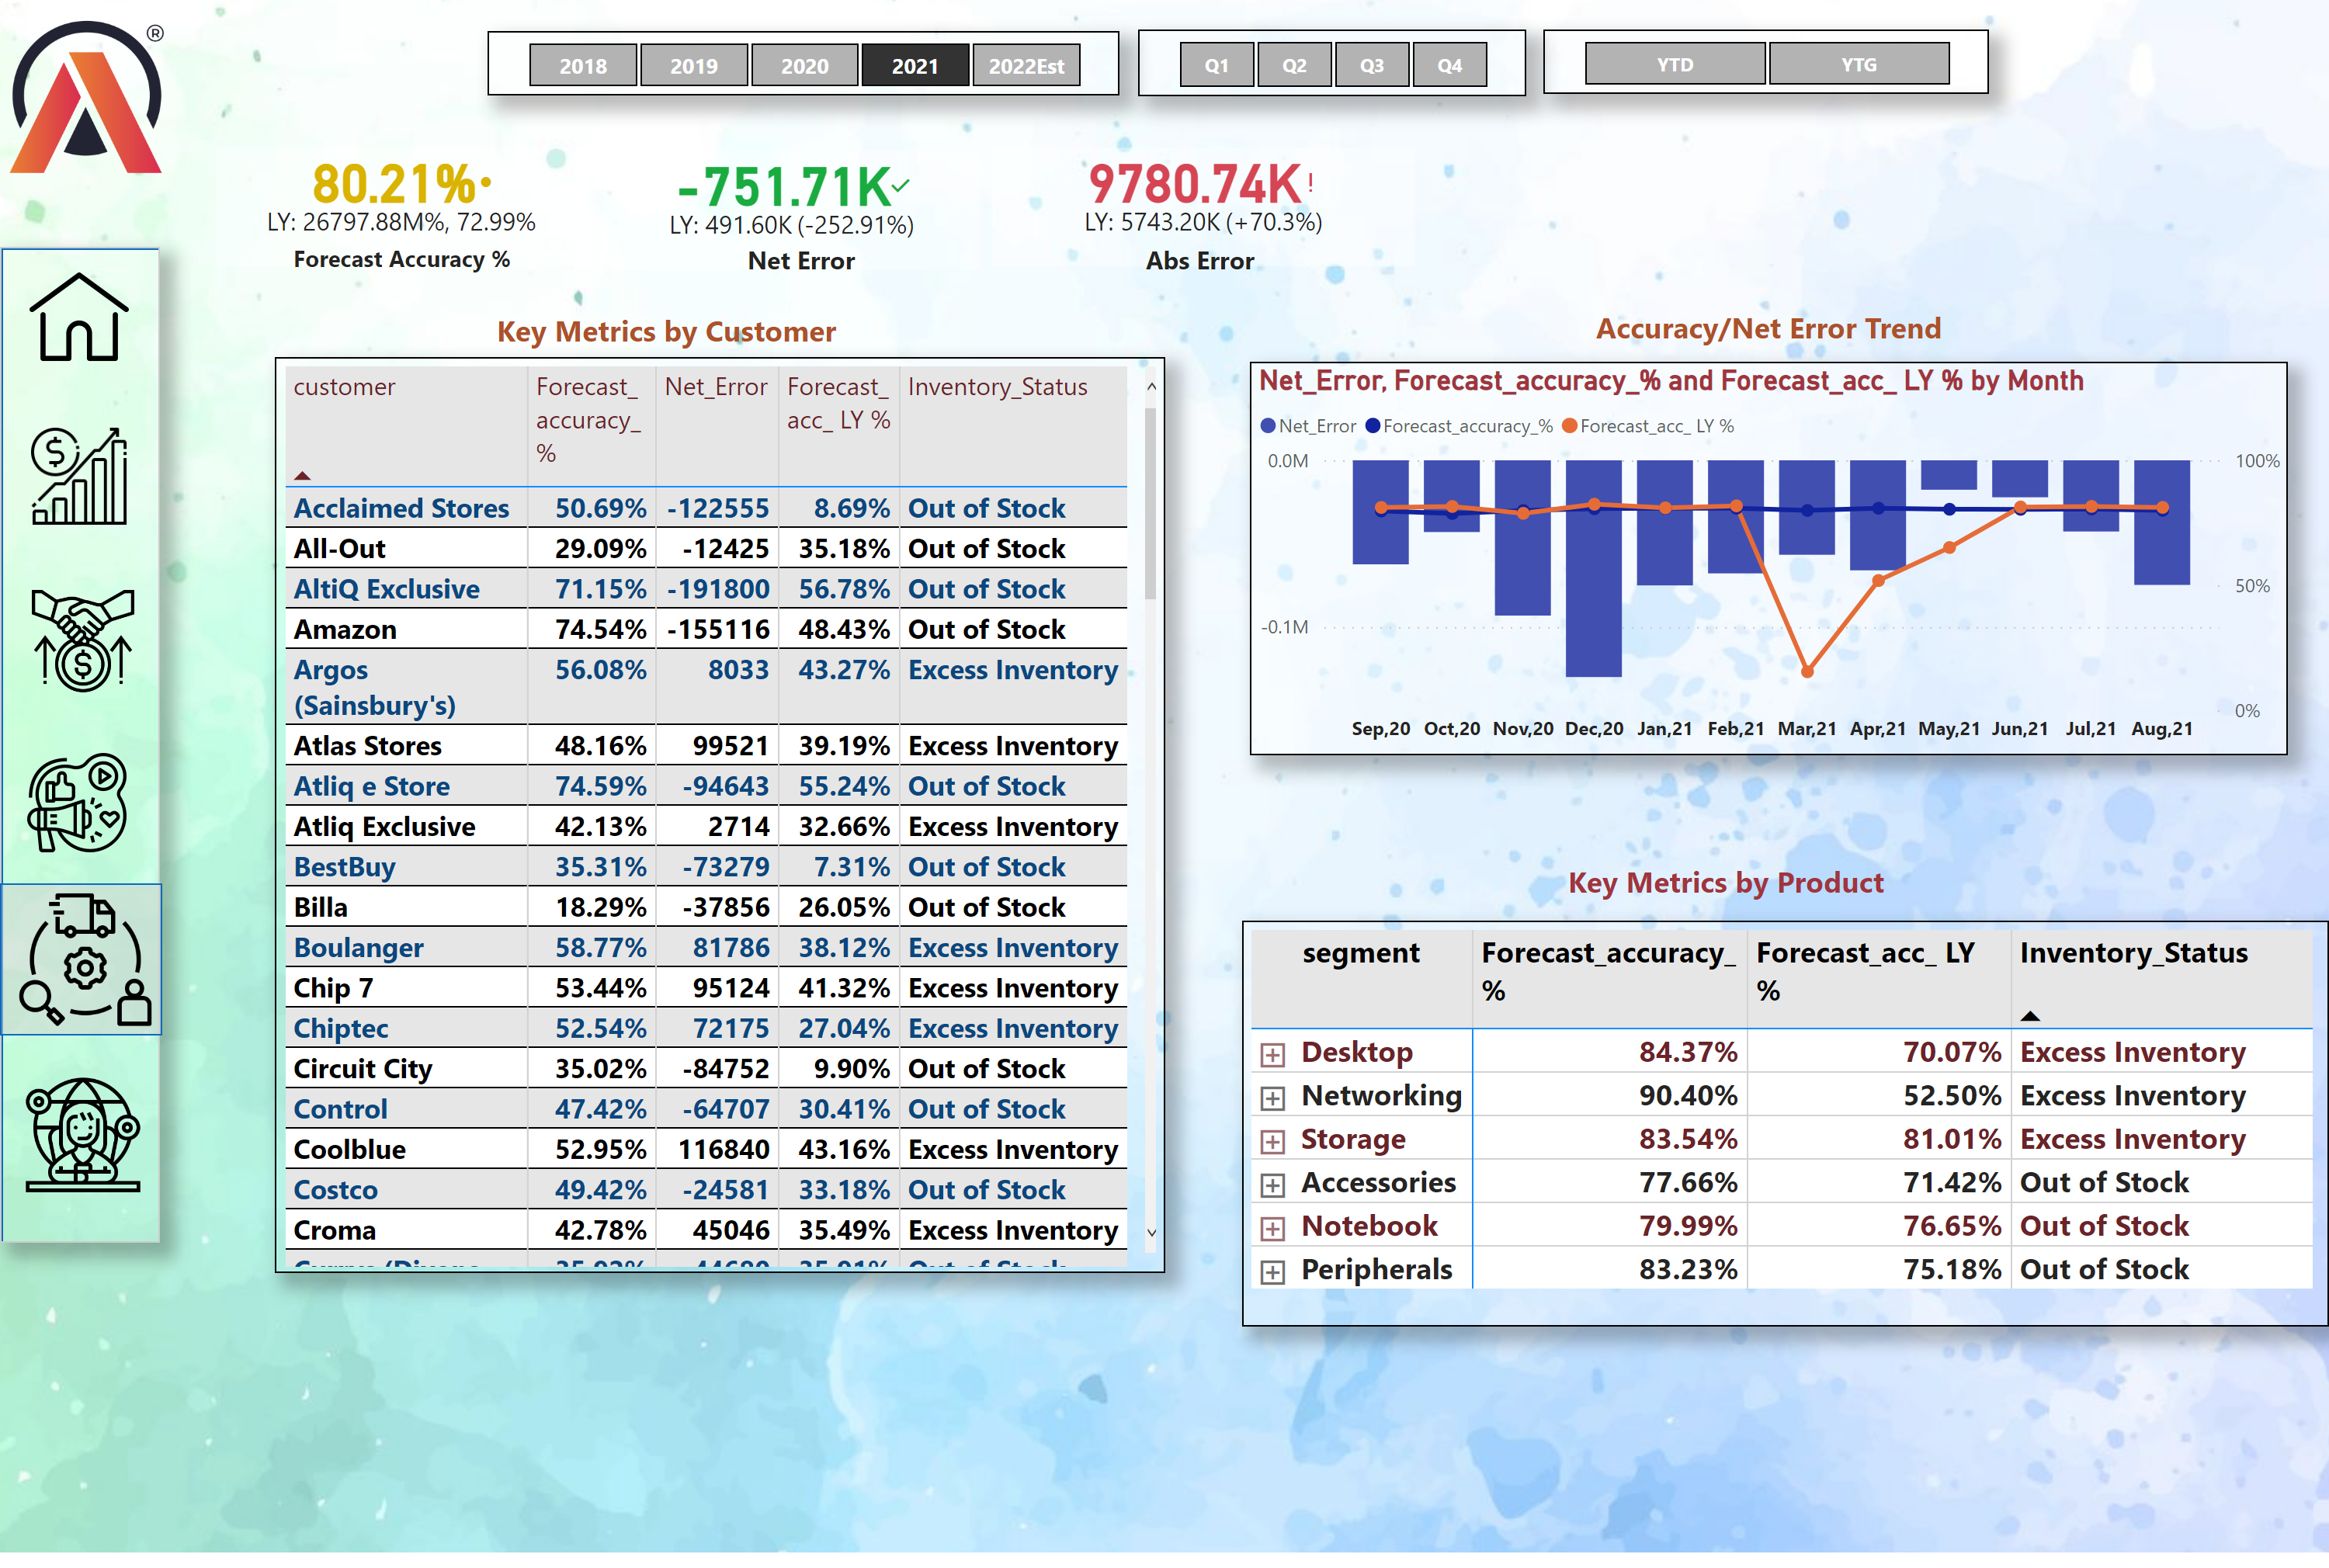 ®
2018 2019 2020 2021 2022Est
Q1 Q2 Q3 Q4
YTD YTG
80.21%
LY: 26797.88M%, 72.99%
Forecast Accuracy %
-751.71K
LY: 491.60K (-252.91%)
Net Error
9780.74K!
LY: 5743.20K (+70.3%)
Abs Error
Key Metrics by Customer
customer Forecast_accuracy_% Net_Error Forecast_acc_ LY % Inventory_Status
Acclaimed Stores 50.69% -122555 8.69% Out of Stock
All-Out 29.09% -12425 35.18% Out of Stock
AltiQ Exclusive 71.15% -191800 56.78% Out of Stock
Amazon 74.54% -155116 48.43% Out of Stock
Argos (Sainsbury's) 56.08% 8033 43.27% Excess Inventory
Atlas Stores 48.16% 99521 39.19% Excess Inventory
Atliq e Store 74.59% -94643 55.24% Out of Stock
Atliq Exclusive 42.13% 2714 32.66% Excess Inventory
BestBuy 35.31% -73279 7.31% Out of Stock
Billa 18.29% -37856 26.05% Out of Stock
Boulanger 58.77% 81786 38.12% Excess Inventory
Chip 7 53.44% 95124 41.32% Excess Inventory
Chiptec 52.54% 72175 27.04% Excess Inventory
Circuit City 35.02% -84752 9.90% Out of Stock
Control 47.42% -64707 30.41% Out of Stock
Coolblue 52.95% 116840 43.16% Excess Inventory
Costco 49.42% -24581 33.18% Out of Stock
Croma 42.78% 45046 35.49% Excess Inventory
Accuracy/Net Error Trend
Net_Error, Forecast_accuracy_% and Forecast_acc_ LY % by Month
Net_Error Forecast_accuracy_% Forecast_acc_ LY %
0.0M 100%
50%
-0.1M
0%
Sep,20 Oct,20 Nov,20 Dec,20 Jan,21 Feb,21 Mar,21 Apr,21 May,21 Jun,21 Jul,21 Aug,21
Key Metrics by Product
segment Forecast_accuracy_% Forecast_acc_ LY % Inventory_Status
Desktop 84.37% 70.07% Excess Inventory
Networking 90.40% 52.50% Excess Inventory
Storage 83.54% 81.01% Excess Inventory
Accessories 77.66% 71.42% Out of Stock
Notebook 79.99% 76.65% Out of Stock
Peripherals 83.23% 75.18% Out of Stock